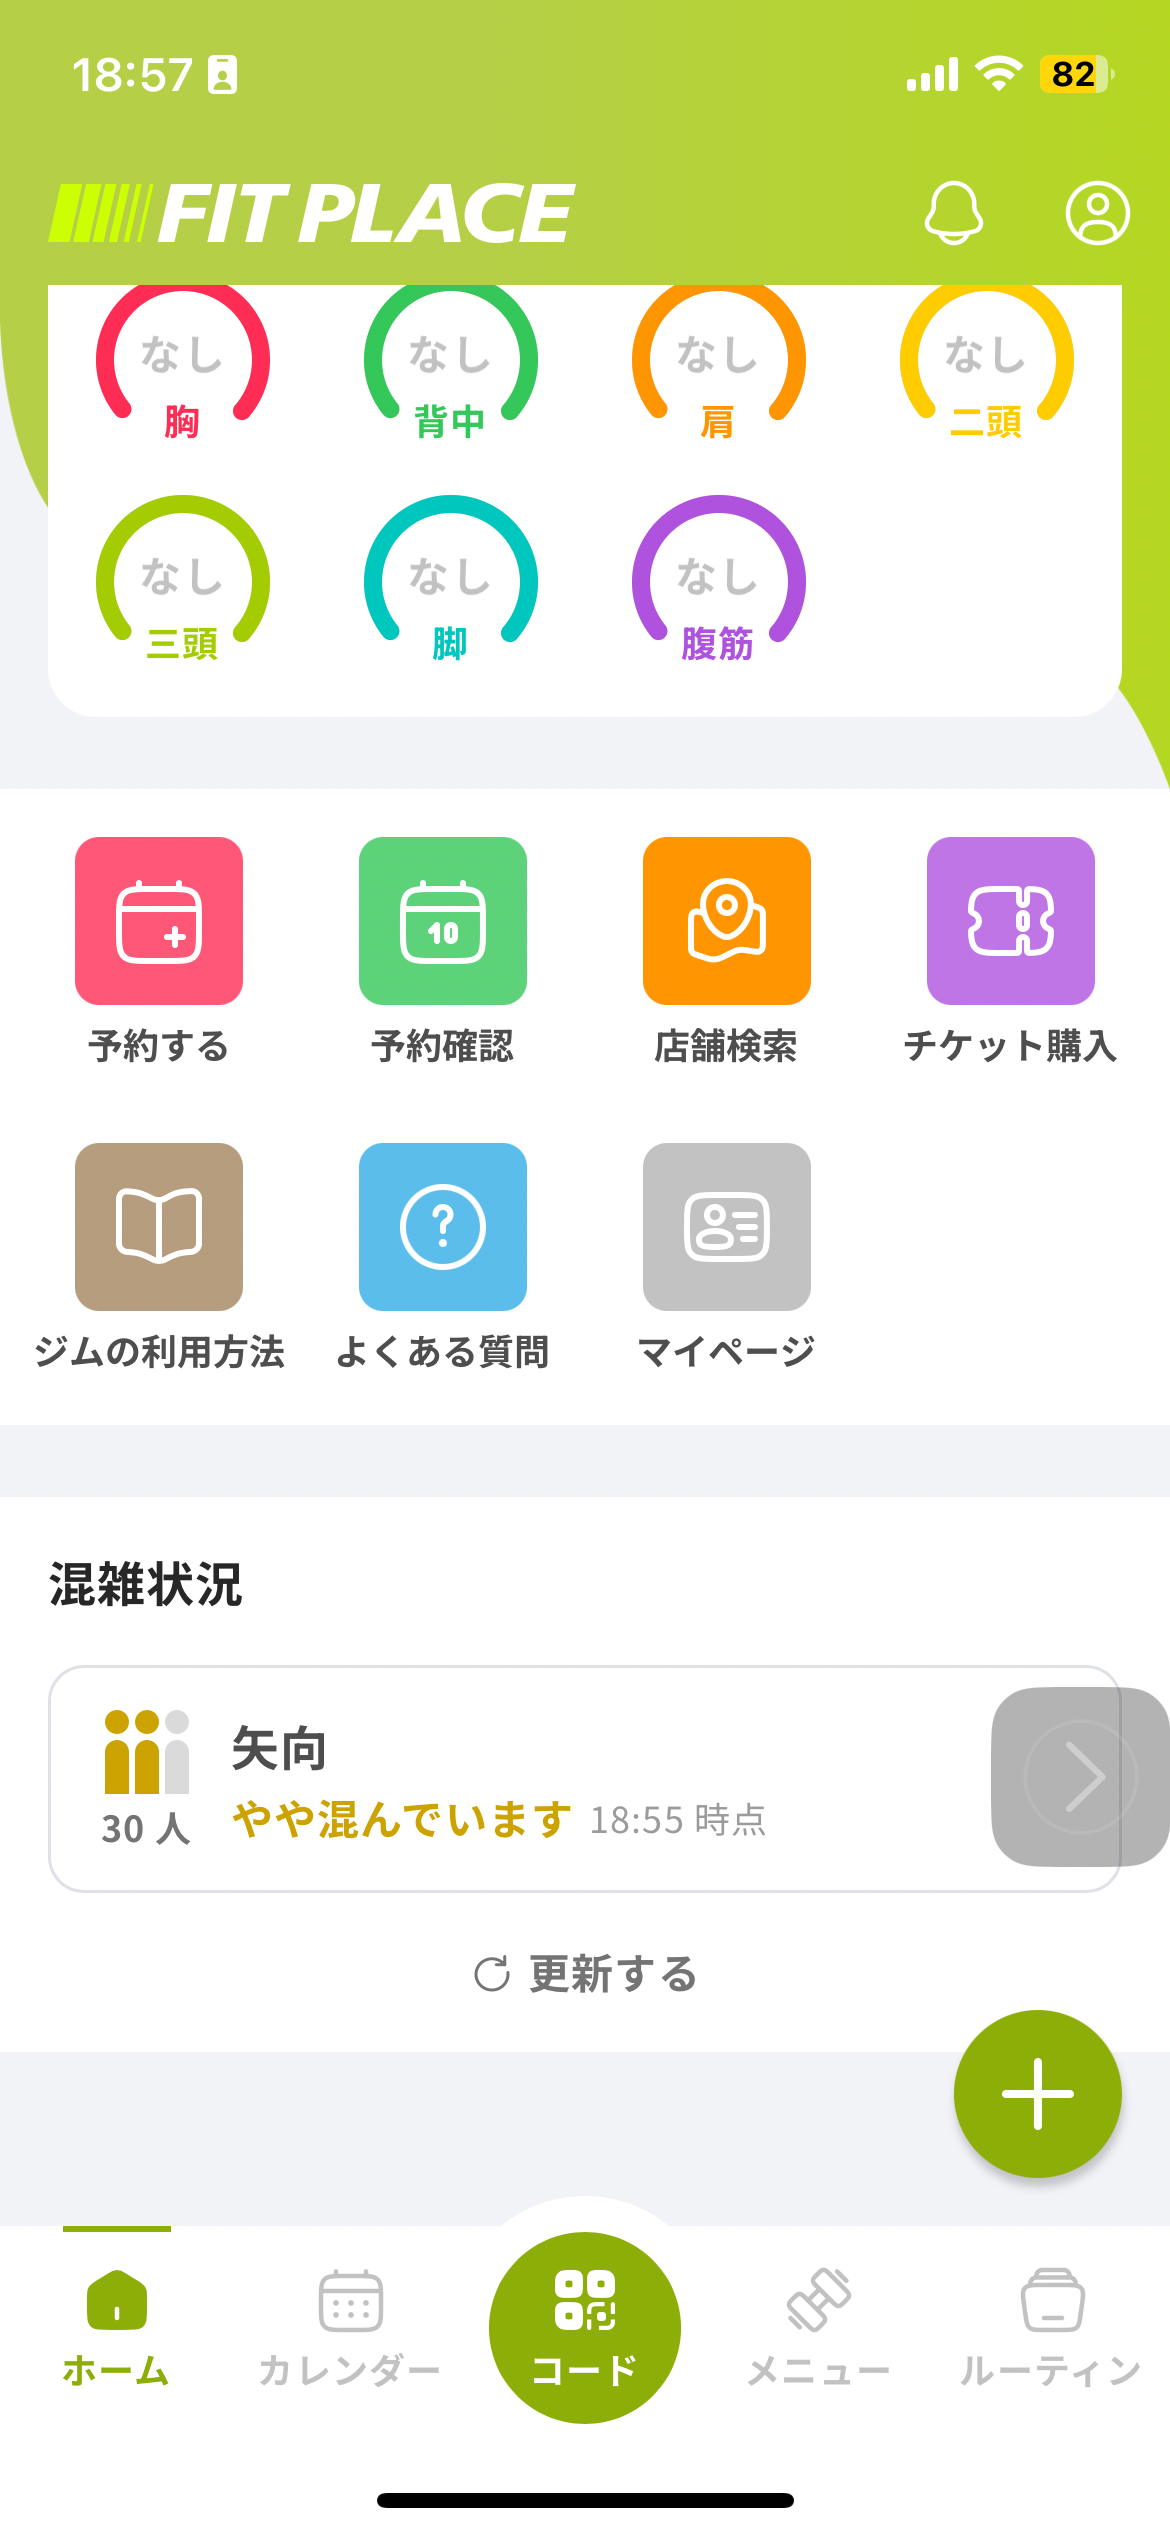 18:57
82
FIT PLACE
なし なし なし なし
胸 背中 肩 二頭
なし なし なし
三頭 脚 腹筋
10
予約する 予約確認 店舗検索 チケット購入
?
ジムの利用方法 よくある質問 マイページ
混雑状況
矢向
30 人
やや混んでいます 18:55 時点
更新する
ホーム カレンダー コード メニュー ルーティン